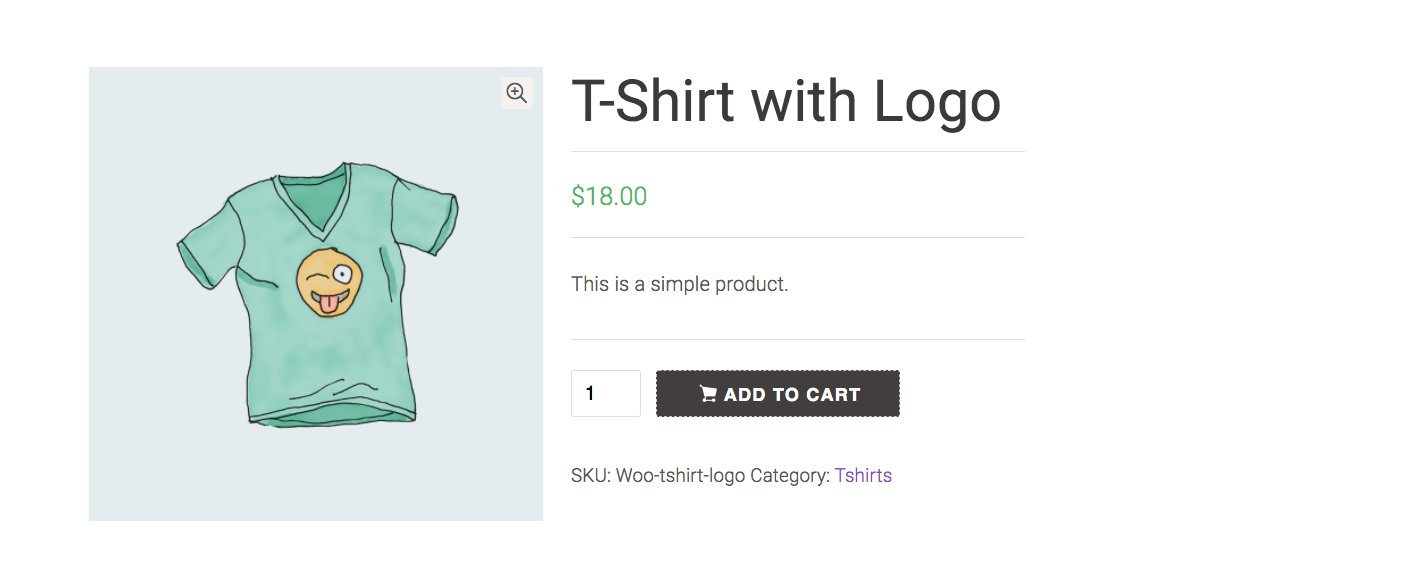 T-Shirt with Logo
$18.00
This is a simple product.
1
ADD TO CART
SKU: Woo-tshirt-logo Category: Tshirts